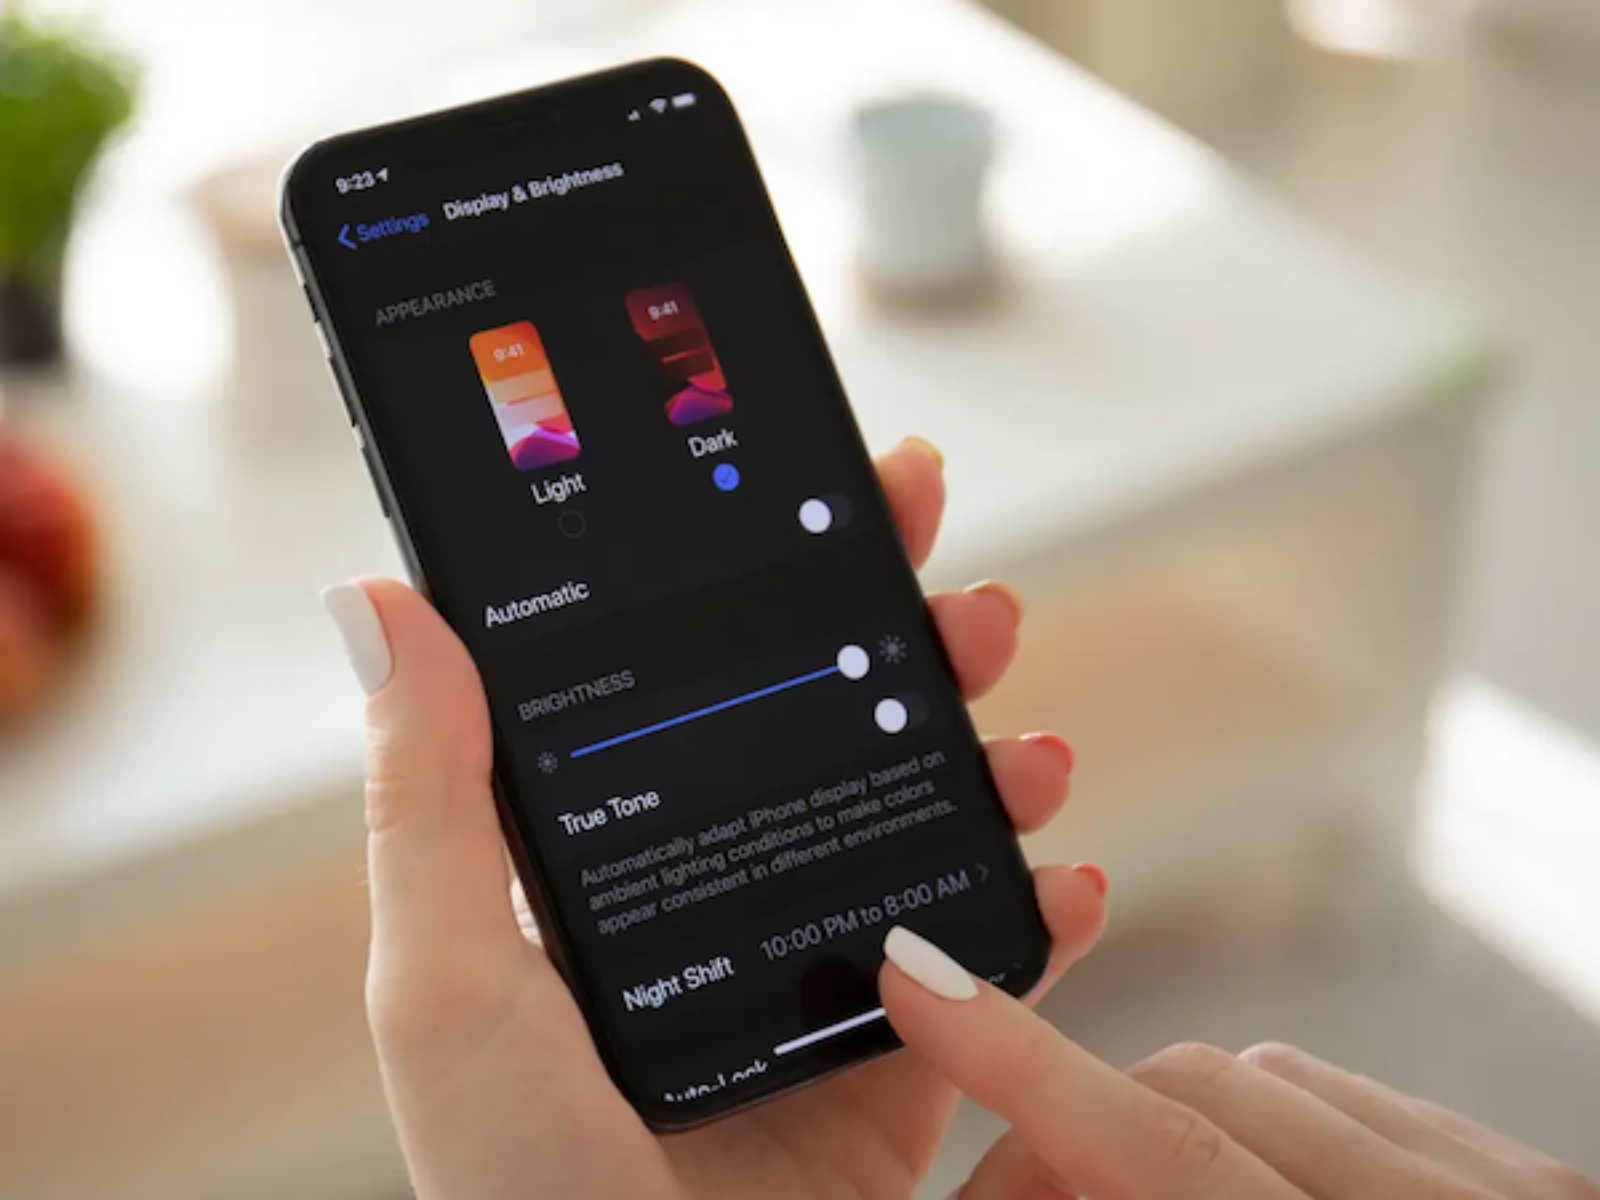 9:23
Settings Display & Brightness
APPEARANCE
9:41 9:41
Light Dark
Automatic
BRIGHTNESS
True Tone
Automatically adapt iPhone display based on
ambient lighting conditions to make colors
appear consistent in different environments.
Night Shift 10:00 PM to 8:00 AM
Auto-Lock